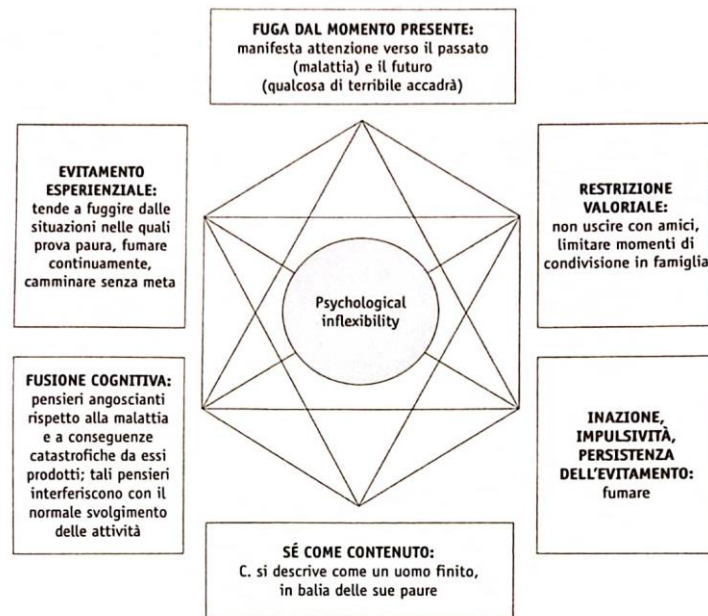 FUGA DAL MOMENTO PRESENTE:
manifesta attenzione verso il passato
(malattia) e il futuro
(qualcosa di terribile accadrà)
EVITAMENTO
ESPERIENZIALE:
tende a fuggire dalle
situazioni nelle quali
prova paura, fumare
continuamente,
camminare senza meta
RESTRIZIONE
VALORIALE:
non uscire con amici,
limitare momenti di
condivisione in famiglia
Psychological
inflexibility
FUSIONE COGNITIVA:
pensieri angoscianti
rispetto alla malattia
e a conseguenze
catastrofiche da essi
prodotti; tali pensieri
interferiscono con il
normale svolgimento
delle attività
INAZIONE,
IMPULSIVITÀ,
PERSISTENZA
DELL'EVITAMENTO:
fumare
SÉ COME CONTENUTO:
C. si descrive come un uomo finito,
in balia delle sue paure